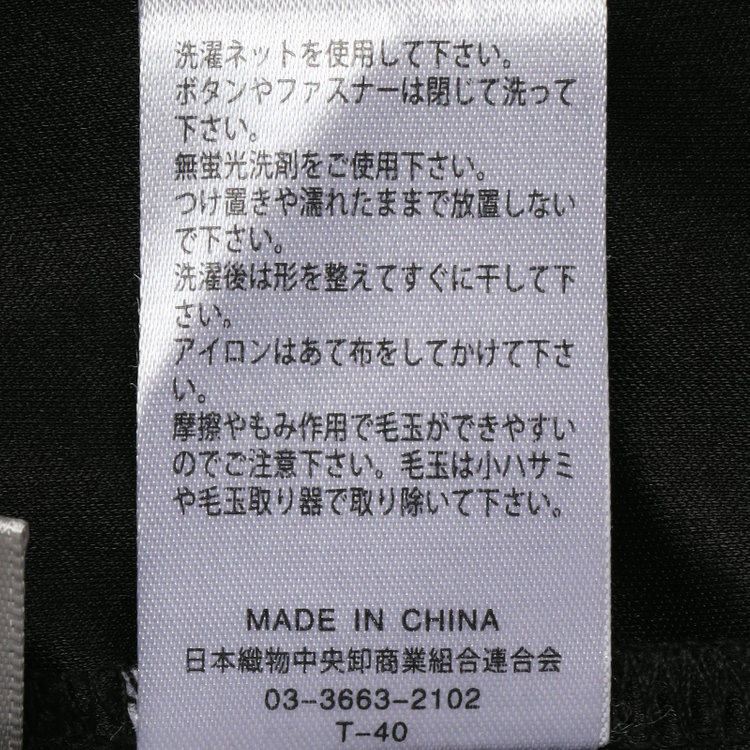 洗濯ネットを使用して下さい。
ボタンやファスナーは閉じて洗って
下さい。
無蛍光洗剤をご使用下さい。
つけ置きや濡れたままで放置しない
で下さい。
洗濯後は形を整えてすぐに干して下
さい。
アイロンはあて布をしてかけて下さ
い。
摩擦やもみ作用で毛玉ができやすい
のでご注意下さい。毛玉は小ハサミ
や毛玉取り器で取り除いて下さい。
MADE IN CHINA
日本織物中央卸商業組合連合会
03-3663-2102
T-40